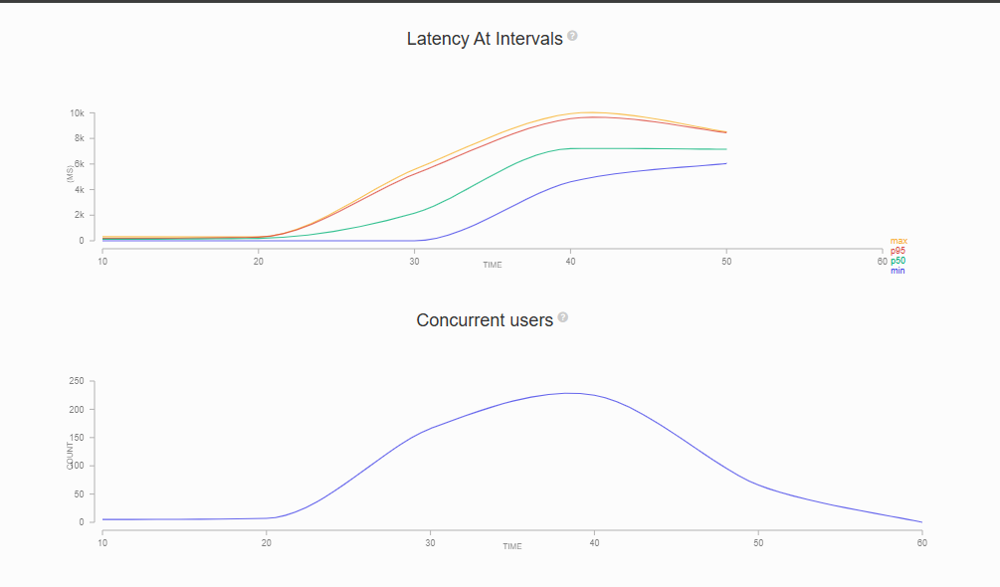 Latency At Intervals ?
10k
8k
6k
(MS)
4k
2k
0
10 20 30 40 50 60
TIME
max
p95
p50
min
Concurrent users ?
250
200
150
COUNT
100
50
0
10 20 30 40 50 60
TIME